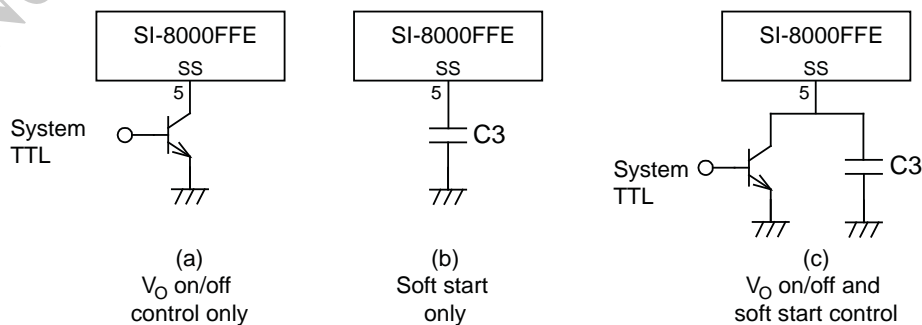 SI-8000FFE
SS
5
System
TTL
(a)
VO on/off
control only
SI-8000FFE
SS
5
C3
(b)
Soft start
only
SI-8000FFE
SS
5
System
TTL
C3
(c)
VO on/off and
soft start control